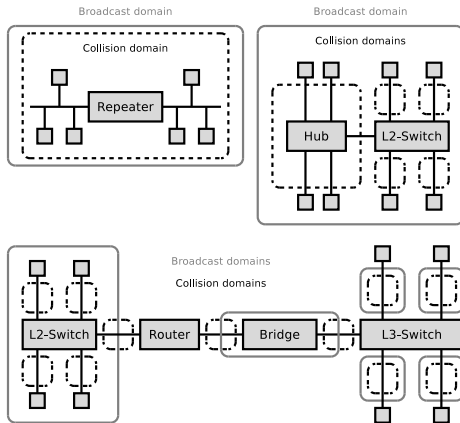 Broadcast domain
Collision domain
Repeater
Broadcast domain
Collision domains
Hub
L2-Switch
Broadcast domains
Collision domains
L2-Switch
Router
Bridge
L3-Switch